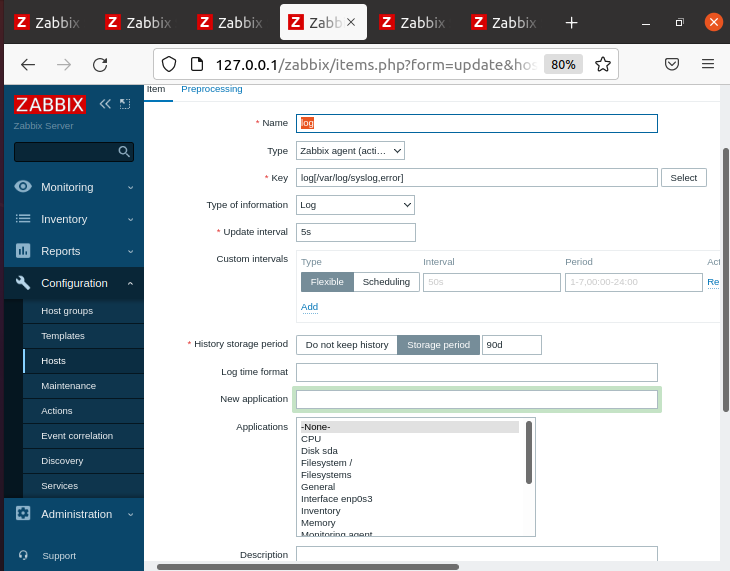 Zabbix Zabbix Zabbix Zabb Zabbix Zabbix
127.0.0.1/zabbix/items.php?form=update&hos 80%
ZABBIX
Zabbix Server
Monitoring
Inventory
Reports
Configuration
Host groups
Templates
Hosts
Maintenance
Actions
Event correlation
Discovery
Services
Administration
Support
Item Preprocessing
* Name log
Type Zabbix agent (acti...
* Key log[/var/log/syslog,error] Select
Type of information Log
* Update interval 5s
Custom intervals Type Interval Period Act
Flexible Scheduling 50s 1-7,00:00-24:00 Re
Add
* History storage period Do not keep history Storage period 90d
Log time format
New application
Applications -None-
CPU
Disk sda
Filesystem /
Filesystems
General
Interface enp0s3
Inventory
Memory
Monitoring agent
Description